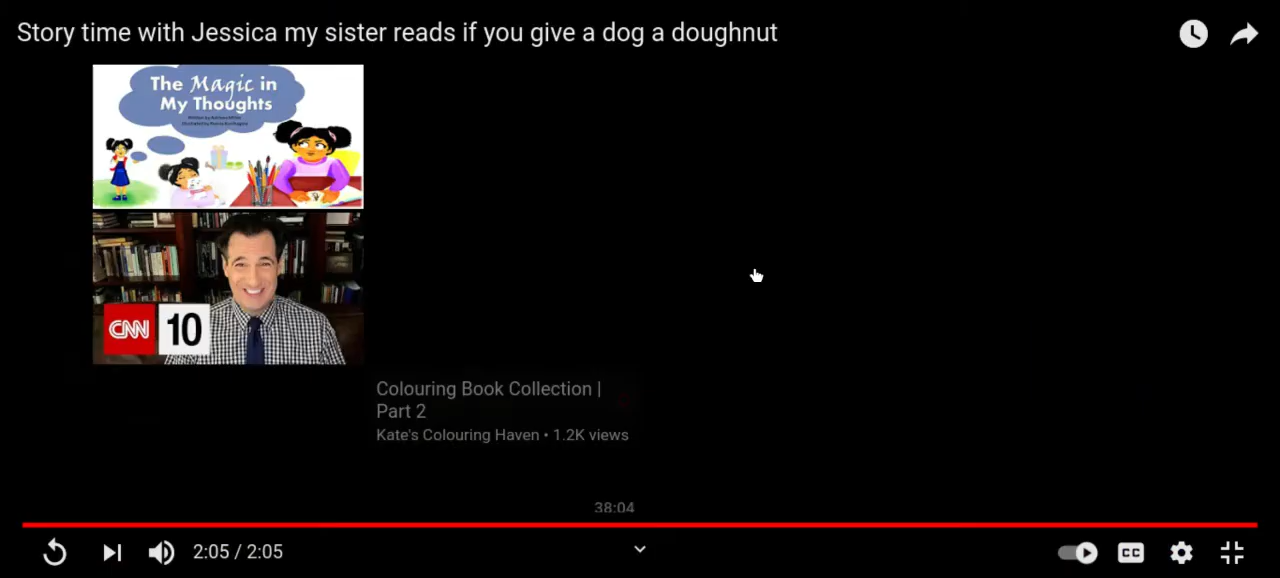 Story time with Jessica my sister reads if you give a dog a doughnut
The Magic in
My Thoughts
CNN 10
Colouring Book Collection |
Part 2
Kate's Colouring Haven • 1.2K views
38:04
2:05 / 2:05
CC